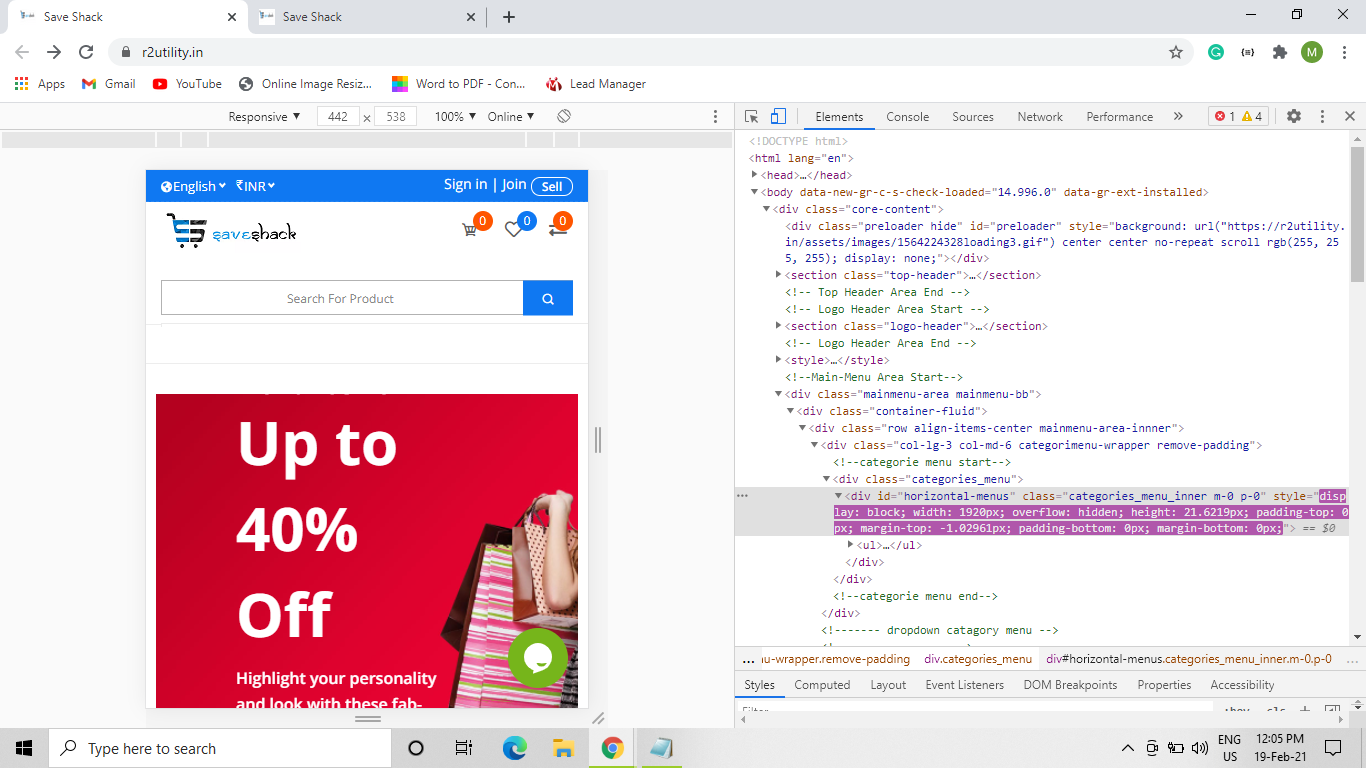 Save Shack
Save Shack
r2utility.in
M
Apps
Gmail
YouTube
Online Image Resiz...
Word to PDF - Con...
Lead Manager
Responsive ▼ 442 × 538 100% ▼ Online ▼
Elements Console Sources Network Performance » 1 4
English INR
Sign in | Join Sell
saveshack
0 0 0
Search For Product
Up to
40%
Off
Highlight your personality
and look with these fab-
<!DOCTYPE html>
<html lang="en">
<head>…</head>
<body data-new-gr-c-s-check-loaded="14.996.0" data-gr-ext-installed>
<div class="core-content">
<div class="preloader hide" id="preloader" style="background: url("https://r2utility.
in/assets/images/1564224328loading3.gif") center center no-repeat scroll rgb(255, 25
5, 255); display: none;"></div>
<section class="top-header">…</section>
<!-- Top Header Area End -->
<!-- Logo Header Area Start -->
<section class="logo-header">…</section>
<!-- Logo Header Area End -->
<style>…</style>
<!--Main-Menu Area Start-->
<div class="mainmenu-area mainmenu-bb">
<div class="container-fluid">
<div class="row align-items-center mainmenu-area-innner">
<div class="col-lg-3 col-md-6 categorimenu-wrapper remove-padding">
<!--categorie menu start-->
<div class="categories_menu">
<div id="horizontal-menus" class="categories_menu_inner m-0 p-0" style="disp
lay: block; width: 1920px; overflow: hidden; height: 21.6219px; padding-top: 0
px; margin-top: -1.02961px; padding-bottom: 0px; margin-bottom: 0px;"> == $0
<ul>…</ul>
</div>
</div>
<!--categorie menu end-->
</div>
<!------- dropdown catagory menu -->
... nu-wrapper.remove-padding div.categories_menu div#horizontal-menus.categories_menu_inner.m-0.p-0 ...
Styles Computed Layout Event Listeners DOM Breakpoints Properties Accessibility
Filter :hov .cls +
Type here to search
ENG
US
12:05 PM
19-Feb-21